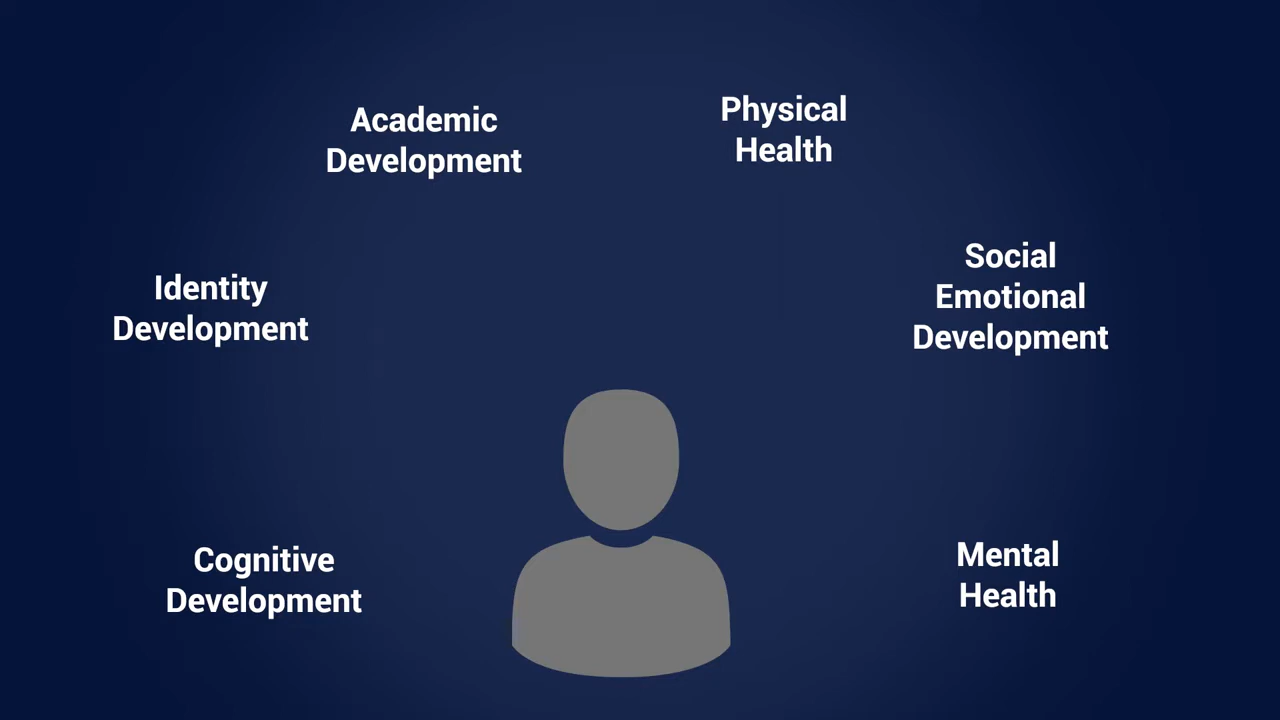 Academic
Development
Physical
Health
Identity
Development
Social
Emotional
Development
Cognitive
Development
Mental
Health